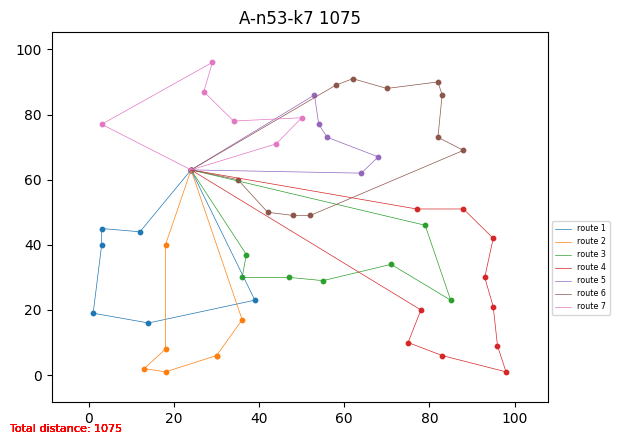 A-n53-k7 1075
100
80
60
40
20
0
0 20 40 60 80 100
route 1
route 2
route 3
route 4
route 5
route 6
route 7
Total distance: 1075